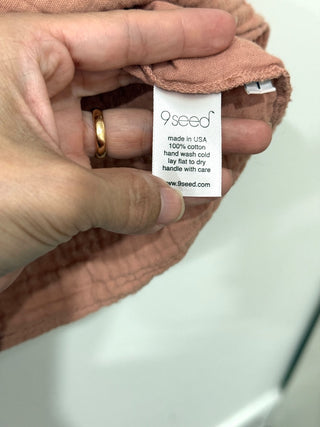 9seed
made in USA
100% cotton
hand wash cold
lay flat to dry
handle with care
www.9seed.com